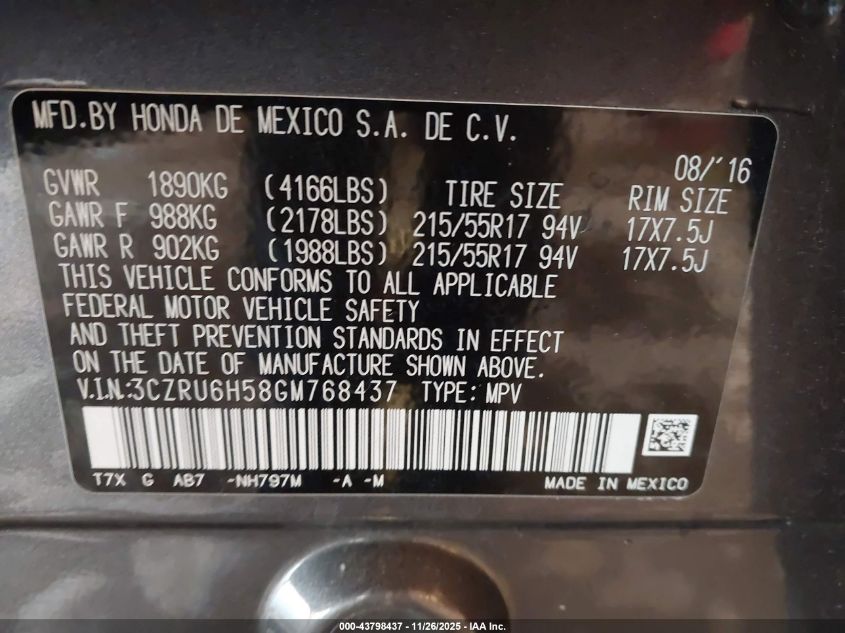 MFD.BY HONDA DE MEXICO S.A. DE C.V.
08/'16
GVWR 1890KG (4166LBS) TIRE SIZE RIM SIZE
GAWR F 988KG (2178LBS) 215/55R17 94V 17X7.5J
GAWR R 902KG (1988LBS) 215/55R17 94V 17X7.5J
THIS VEHICLE CONFORMS TO ALL APPLICABLE
FEDERAL MOTOR VEHICLE SAFETY
AND THEFT PREVENTION STANDARDS IN EFFECT
ON THE DATE OF MANUFACTURE SHOWN ABOVE.
V.I.N.:3CZRU6H58GM768437 TYPE: MPV
T7X G AB7 -NH797M -A -M MADE IN MEXICO
000-43798437 - 11/26/2025 - IAA Inc.